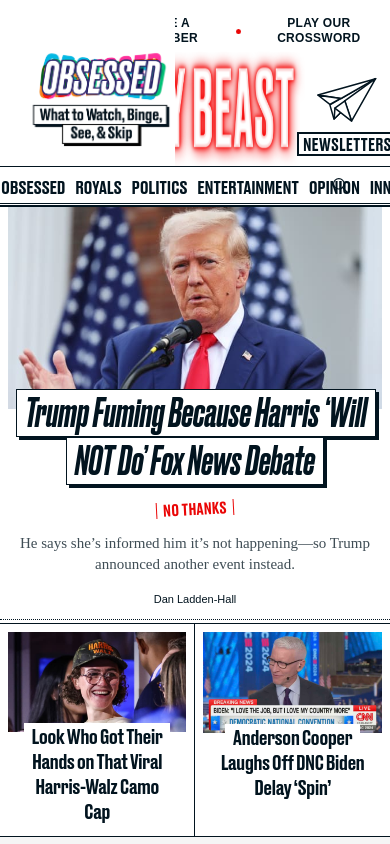 E A
BER
PLAY OUR
CROSSWORD
OBSESSED
What to Watch, Binge,
See, & Skip
Y BEAST
NEWSLETTERS
OBSESSED ROYALS POLITICS ENTERTAINMENT OPINION INN
Trump Fuming Because Harris ‘Will
NOT Do’ Fox News Debate
NO THANKS
He says she’s informed him it’s not happening—so Trump
announced another event instead.
Dan Ladden-Hall
Look Who Got Their
Hands on That Viral
Harris-Walz Camo
Cap
BREAKING NEWS
LIVE
BIDEN: "I LOVE THE JOB, BUT I LOVE MY COUNTRY MORE"
CNN
DEMOCRATIC NATIONAL CONVENTION
Anderson Cooper
Laughs Off DNC Biden
Delay ‘Spin’